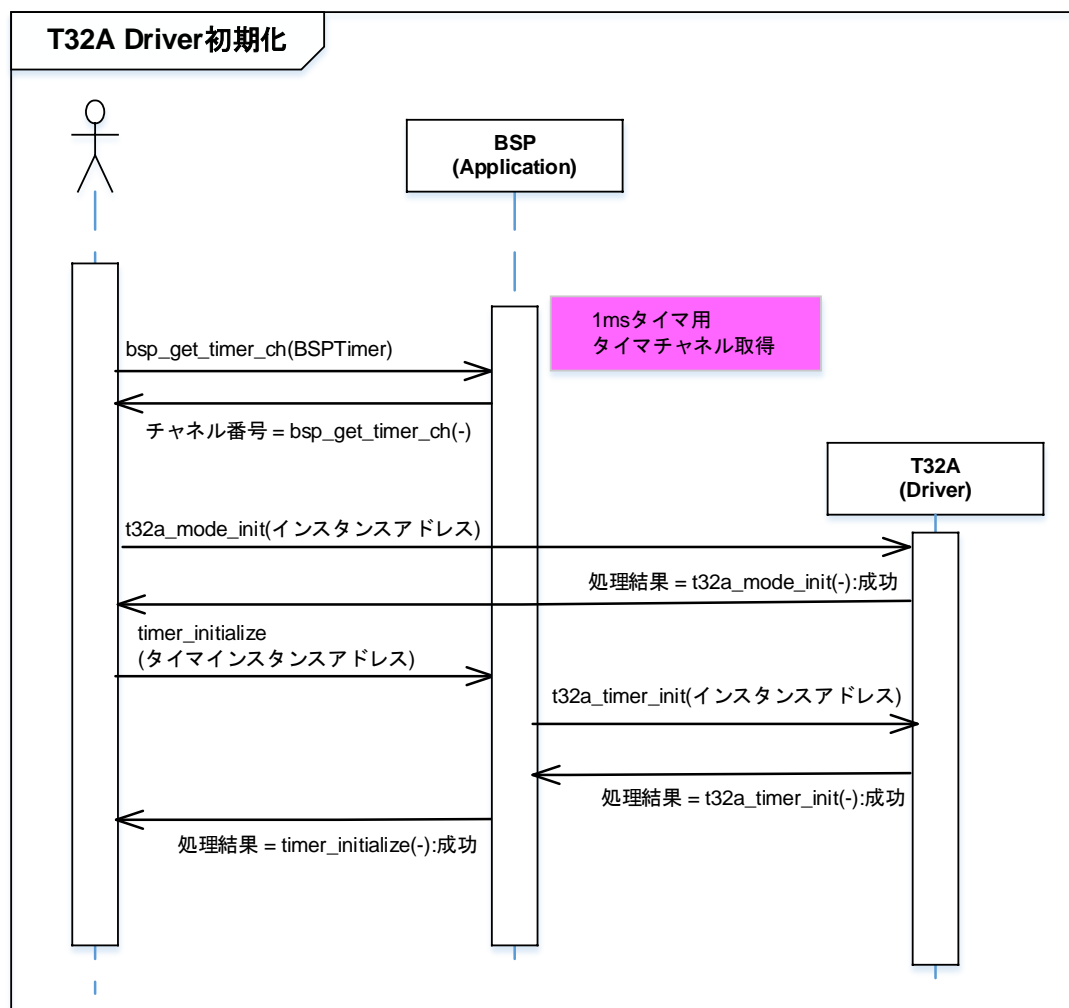 T32A Driver初期化
BSP
(Application)
1msタイマ用
タイマチャネル取得
bsp_get_timer_ch(BSPTimer)
チャネル番号 = bsp_get_timer_ch(-)
T32A
(Driver)
t32a_mode_init(インスタンスアドレス)
処理結果 = t32a_mode_init(-):成功
timer_initialize
(タイマインスタンスアドレス)
t32a_timer_init(インスタンスアドレス)
処理結果 = t32a_timer_init(-):成功
処理結果 = timer_initialize(-):成功